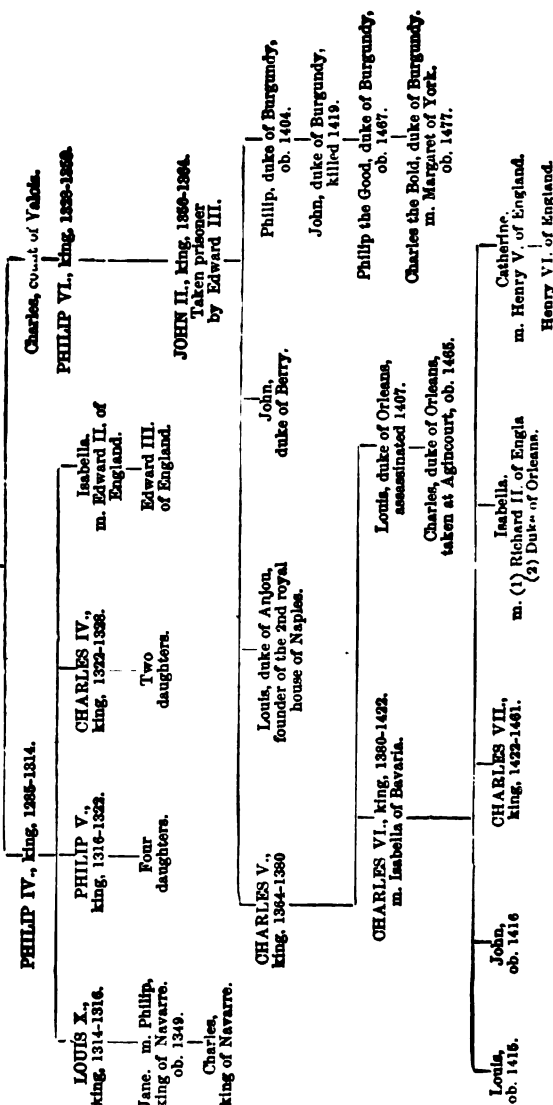 PHILIP IV., king, 1285-1314.
Charles, count of Valois.
LOUIS X.,
king, 1314-1316.
PHILIP V.,
king, 1316-1322.
CHARLES IV.,
king, 1322-1328.
Isabella.
m. Edward II. of
England.
PHILIP VI., king, 1328-1350.
Jane. m. Philip,
king of Navarre.
ob. 1349.
Four
daughters.
Two
daughters.
Edward III.
of England.
Charles,
king of Navarre.
JOHN II., king, 1350-1364.
Taken prisoner
by Edward III.
CHARLES V.,
king, 1364-1380
Louis, duke of Anjou,
founder of the 2nd royal
house of Naples.
John,
duke of Berry.
Philip, duke of Burgundy,
ob. 1404.
John, duke of Burgundy,
killed 1419.
Philip the Good, duke of Burgundy,
ob. 1467.
Charles the Bold, duke of Burgundy.
m. Margaret of York.
ob. 1477.
CHARLES VI., king, 1380-1422.
m. Isabella of Bavaria.
Louis, duke of Orleans,
assassinated 1407.
Charles, duke of Orleans,
taken at Agincourt, ob. 1465.
Louis,
ob. 1415.
John,
ob. 1416
CHARLES VII.,
king, 1422-1461.
Isabella.
m. (1) Richard II. of Engla
(2) Duke of Orleans.
Catherine.
m. Henry V. of England.
Henry VI. of England.